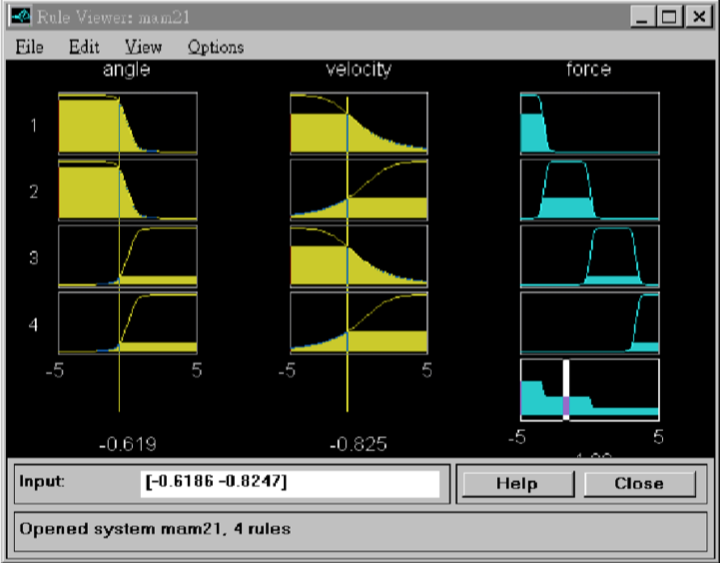 Rule Viewer: mam21
File Edit View Options
angle velocity force
1
2
3
4
-5 5 -5 5
-5 5
-0.619 -0.825
Input: [-0.6186 -0.8247] Help Close
Opened system mam21, 4 rules